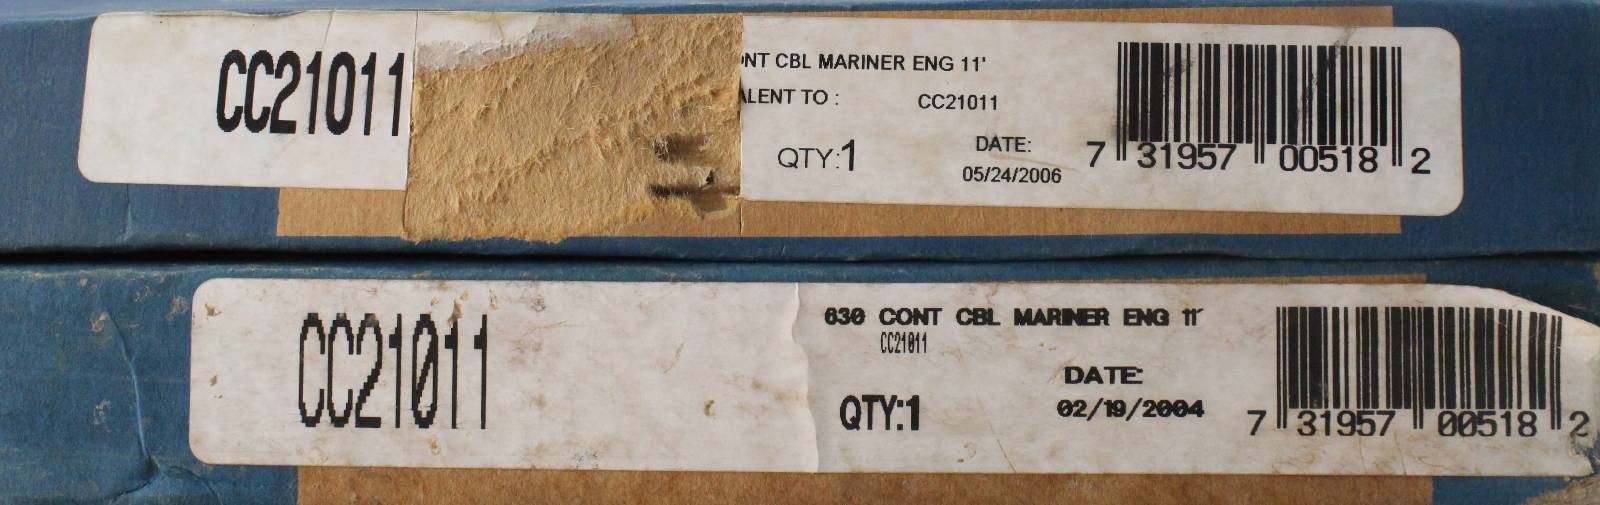 CC21011
CONT CBL MARINER ENG 11'
ALENT TO : CC21011
QTY:1
DATE:
05/24/2006
7 31957 00518 2
CC21011
630 CONT CBL MARINER ENG 11'
CC21011
QTY:1
DATE:
02/19/2004
7 31957 00518 2